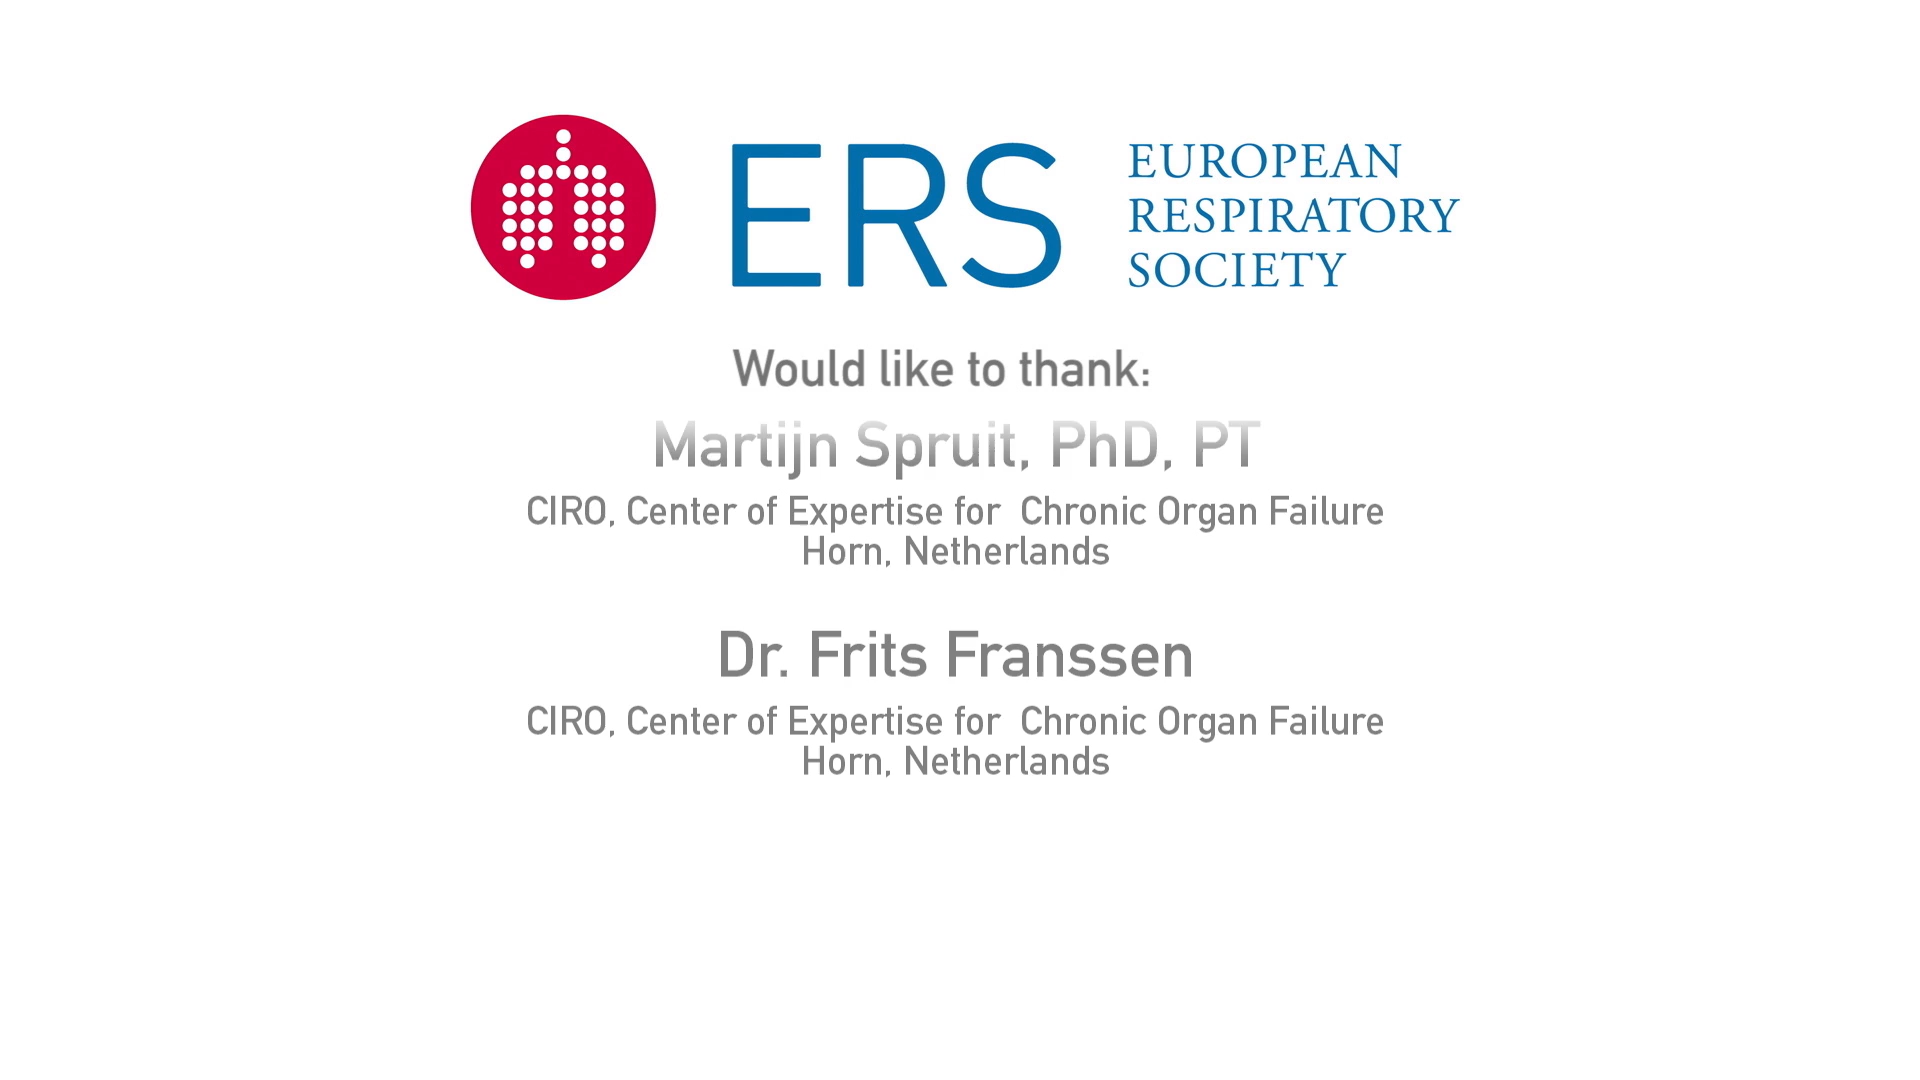 ERS
EUROPEAN
RESPIRATORY
SOCIETY
Would like to thank:
Martijn Spruit, PhD, PT
CIRO, Center of Expertise for  Chronic Organ Failure
Horn, Netherlands
Dr. Frits Franssen
CIRO, Center of Expertise for  Chronic Organ Failure
Horn, Netherlands